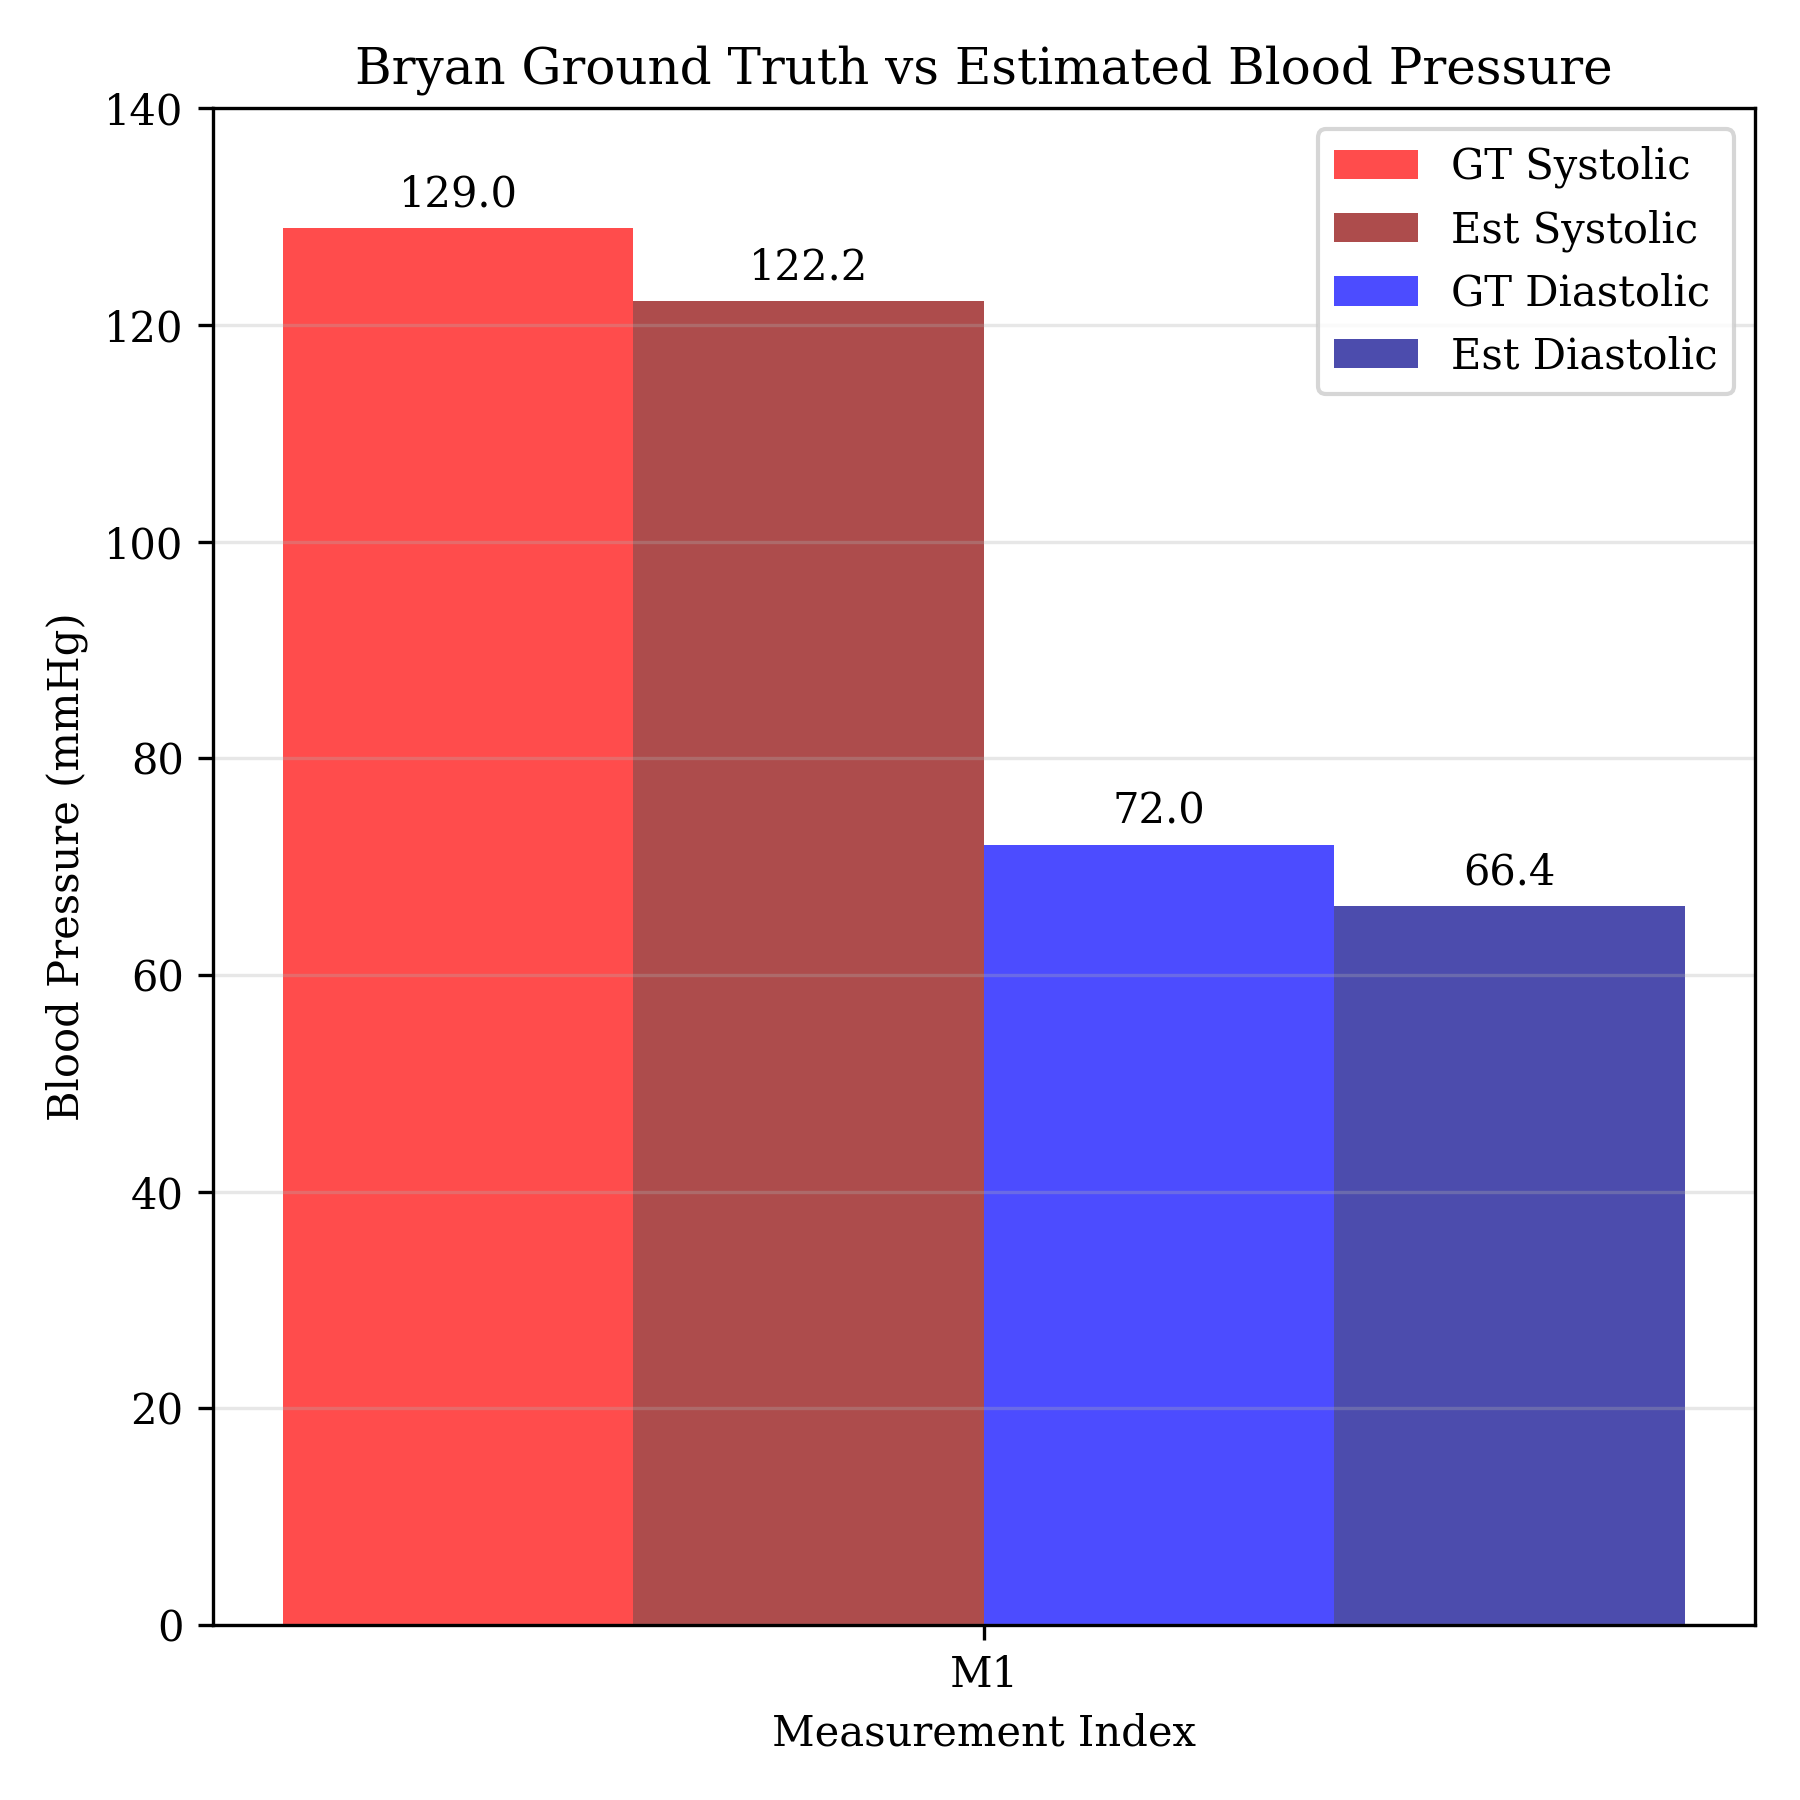 Bryan Ground Truth vs Estimated Blood Pressure
140
120
100
80
60
40
20
0
Blood Pressure (mmHg)
129.0
122.2
72.0
66.4
GT Systolic
Est Systolic
GT Diastolic
Est Diastolic
M1
Measurement Index